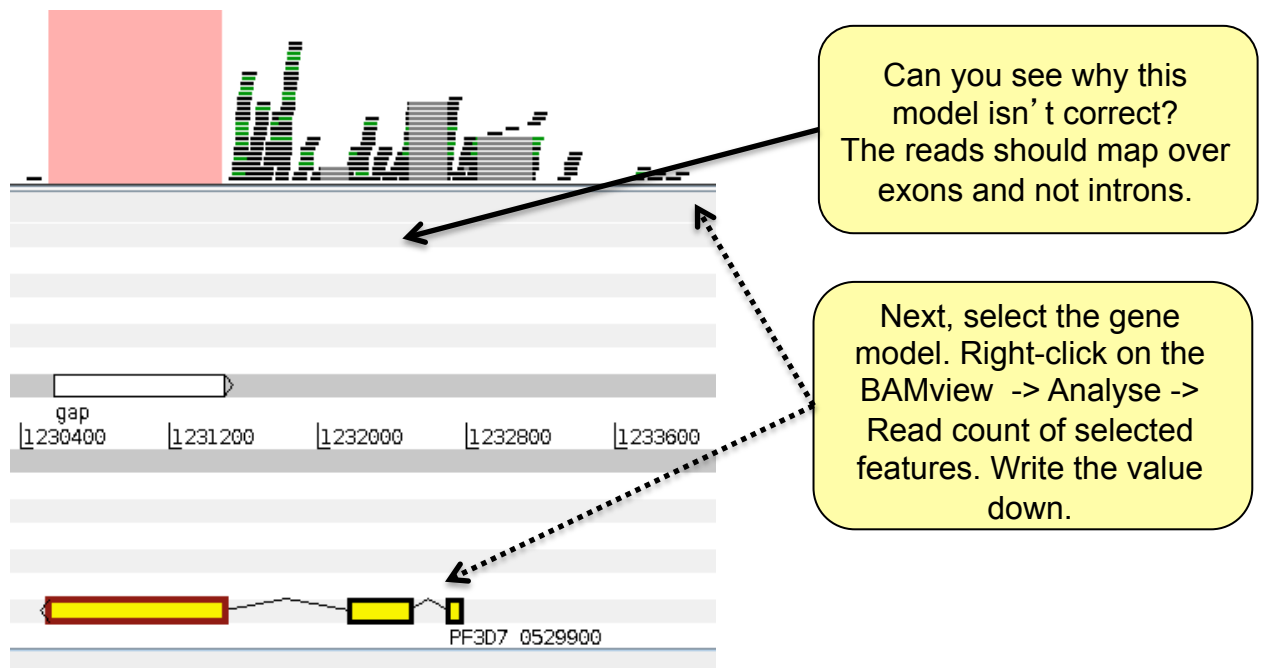 Can you see why this
model isn’t correct?
The reads should map over
exons and not introns.
Next, select the gene
model. Right-click on the
BAMview -> Analyse ->
Read count of selected
features. Write the value
down.
gap
1230400 1231200 1232000 1232800 1233600
PF3D7 0529900